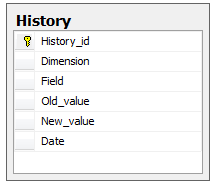 History
History_id
Dimension
Field
Old_value
New_value
Date